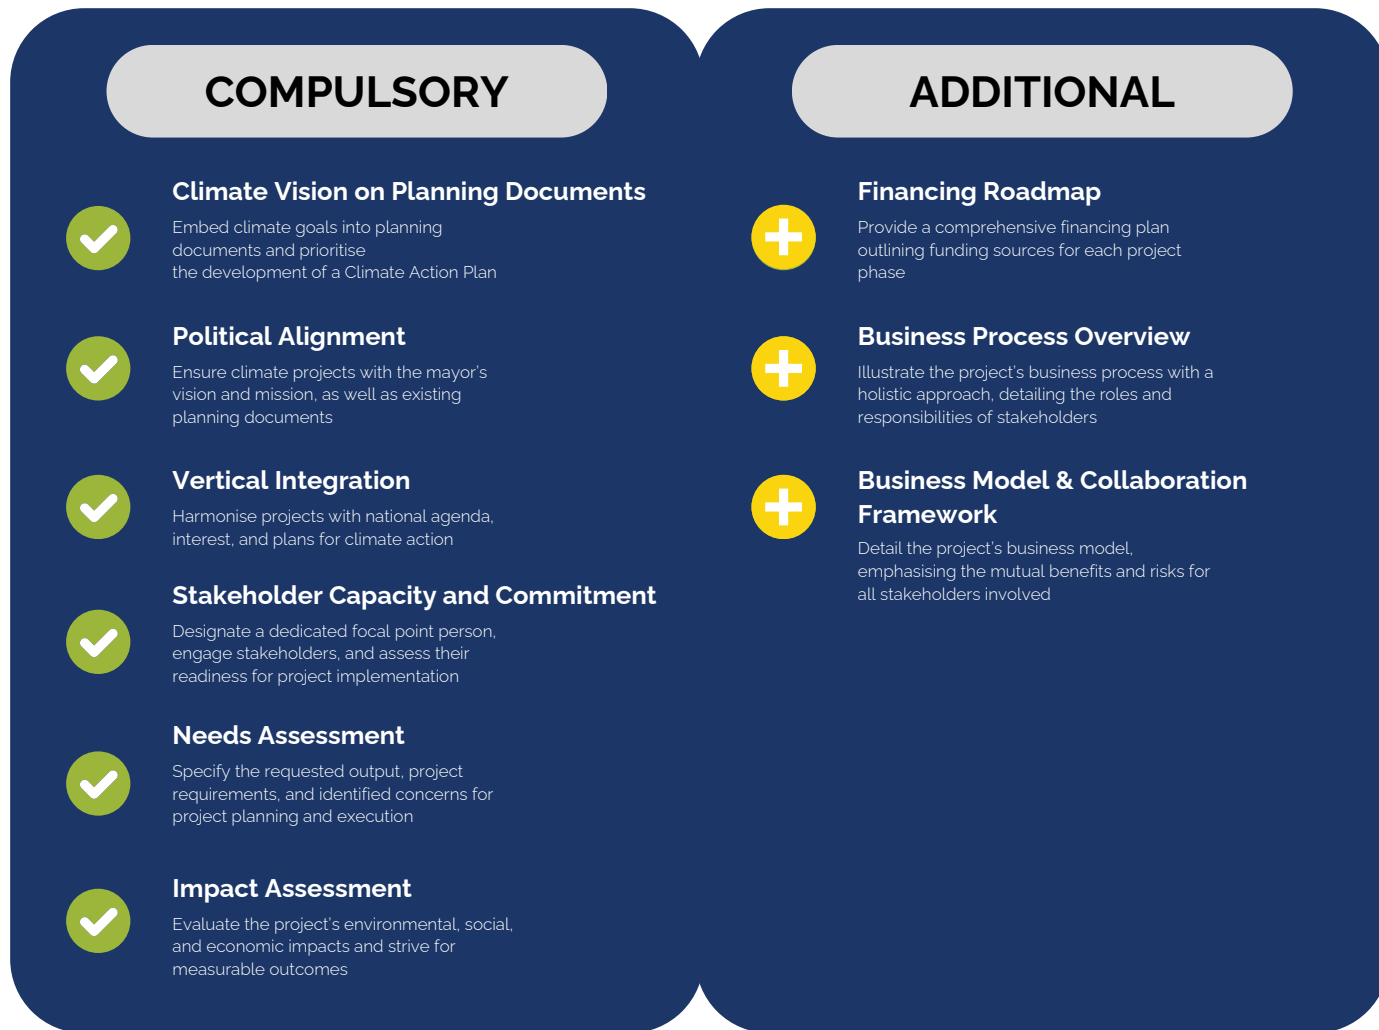 COMPULSORY
Climate Vision on Planning Documents
Embed climate goals into planning
documents and prioritise
the development of a Climate Action Plan
Political Alignment
Ensure climate projects with the mayor's
vision and mission, as well as existing
planning documents
Vertical Integration
Harmonise projects with national agenda,
interest, and plans for climate action
Stakeholder Capacity and Commitment
Designate a dedicated focal point person,
engage stakeholders, and assess their
readiness for project implementation
Needs Assessment
Specify the requested output, project
requirements, and identified concerns for
project planning and execution
Impact Assessment
Evaluate the project's environmental, social,
and economic impacts and strive for
measurable outcomes
ADDITIONAL
Financing Roadmap
Provide a comprehensive financing plan
outlining funding sources for each project
phase
Business Process Overview
Illustrate the project's business process with a
holistic approach, detailing the roles and
responsibilities of stakeholders
Business Model & Collaboration
Framework
Detail the project's business model,
emphasising the mutual benefits and risks for
all stakeholders involved